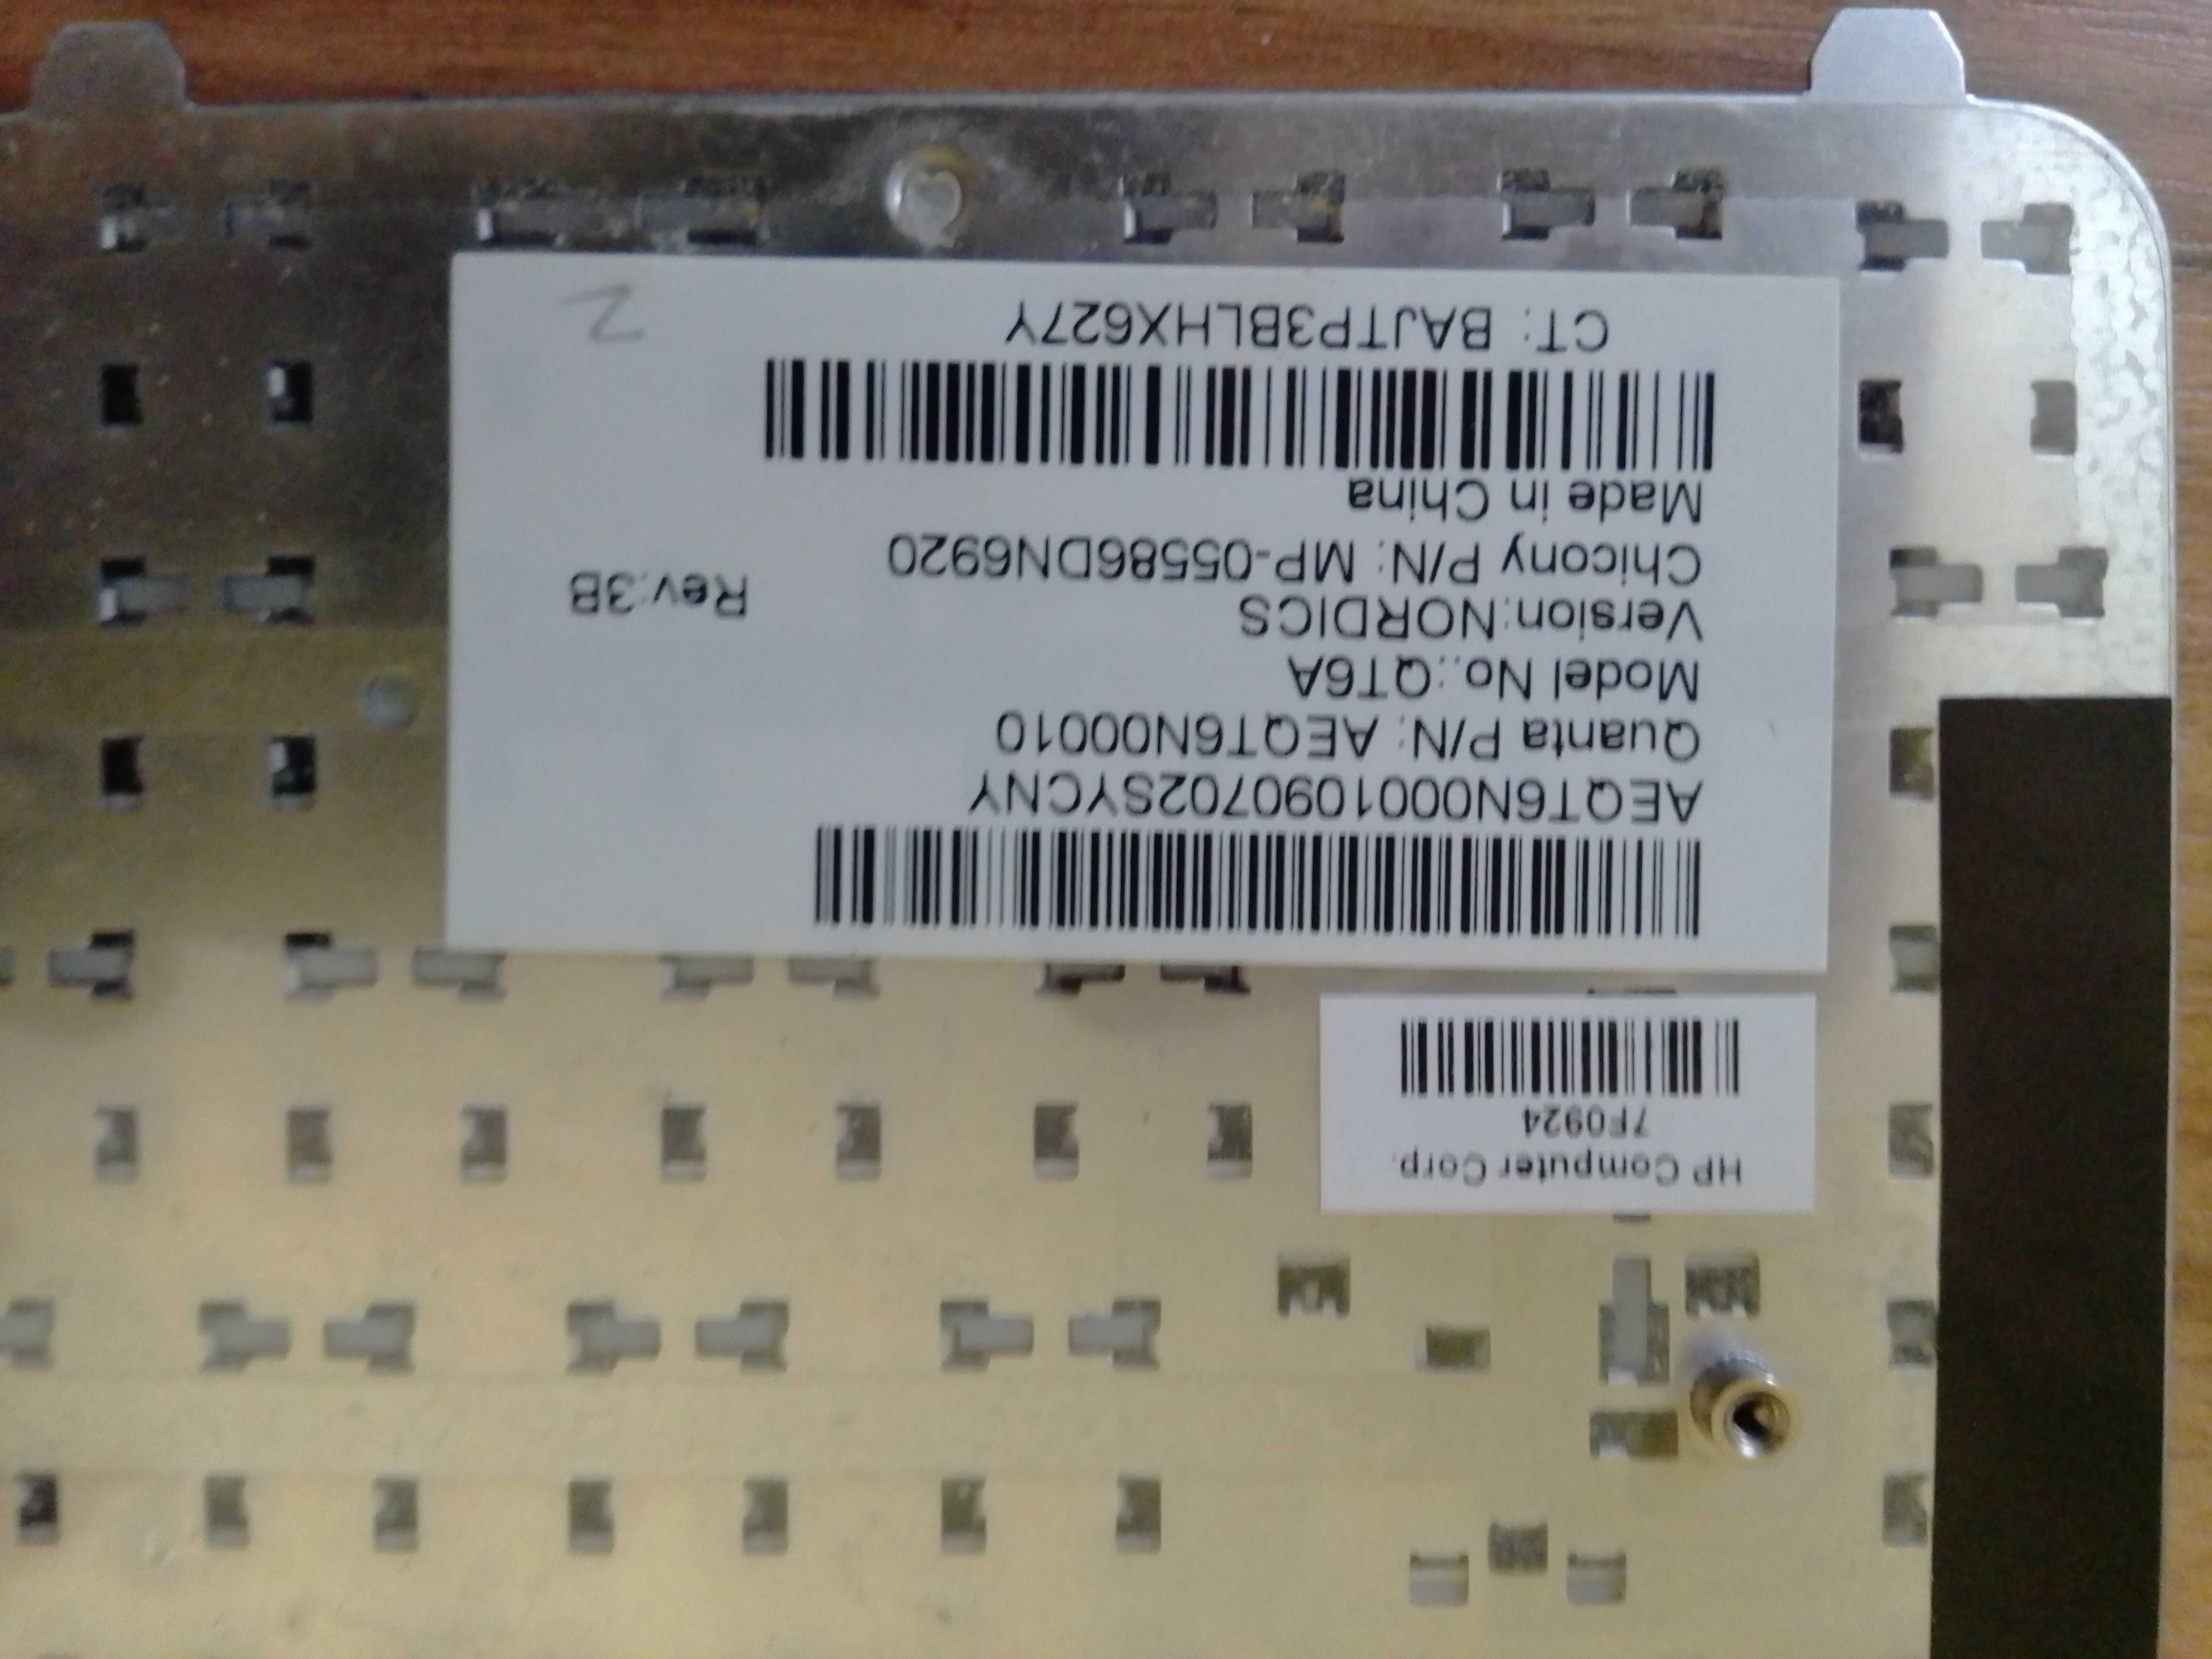 HP Computer Corp.
7F0924
AEQT6N0001090702SYCNY
Quanta P/N: AEQT6N00010
Model No.:QT6A
Version:NORDICS
Rev:3B
Chicony P/N: MP-05586DN6920
Made in China
CT: BAJTP3BLHX627Y
Z